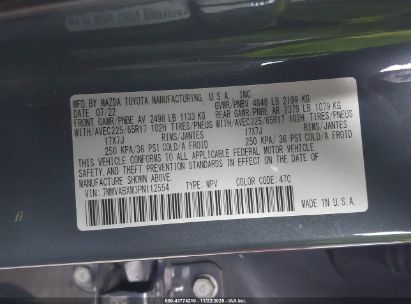 MFD. BY MAZDA TOYOTA MANUFACTURING, U.S.A., INC.
DATE 07/22 GVWR/PNBV 4848 LB 2199 KG
FRONT GAWR/PNBE AV 2498 LB 1133 KG REAR GAWR/PNBE AR 2379 LB 1079 KG
WITH/AVEC225/65R17 102H TIRES/PNEUS WITH/AVEC225/65R17 102H TIRES/PNEUS
17X7J RIMS/JANTES 17X7J RIMS/JANTES
250 KPA/ 36 PSI COLD/FROID 250 KPA/ 36 PSI COLD/FROID
THIS VEHICLE CONFORMS TO ALL APPLICABLE FEDERAL MOTOR VEHICLE
SAFETY, BUMPER, AND THEFT PREVENTION STANDARDS IN EFFECT ON THE DATE OF
MANUFACTURE SHOWN ABOVE.
VIN: 7MMVABXM3PN112554 TYPE: MPV COLOR CODE: 47C
MADE IN U.S.A.